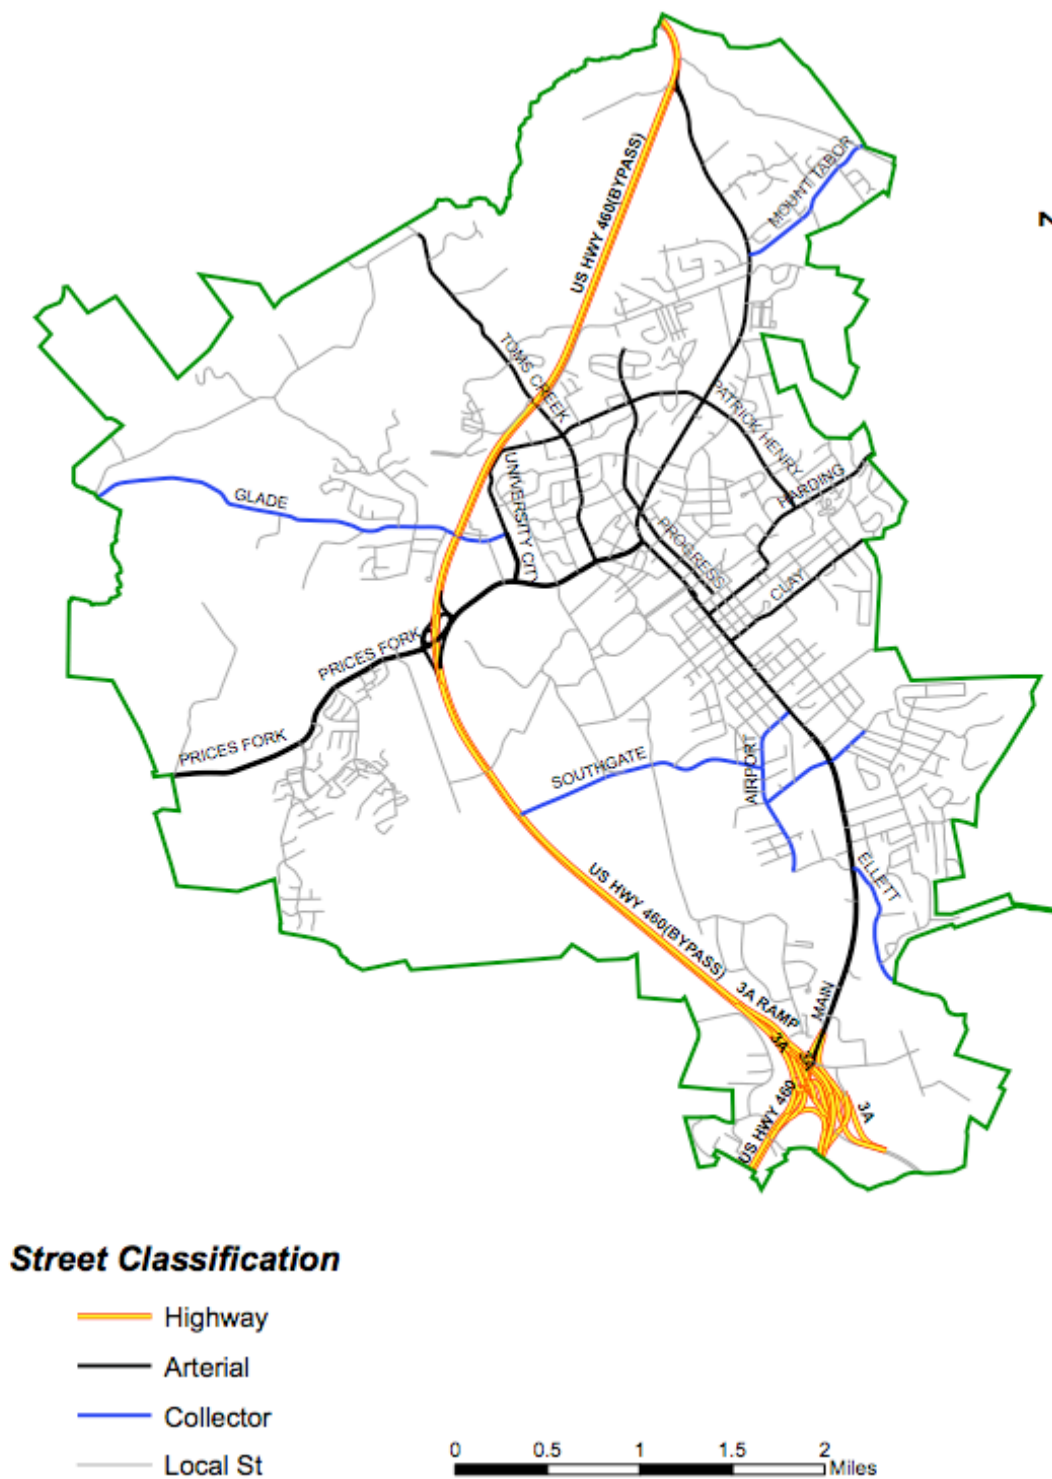 MOUNT TABOR
US HWY 460(BYPASS)
N
TOMS CREEK
PATRICK HENRY
HARDING
UNIVERSITY CITY
GLADE
PROGRESS
CLAY
PRICES FORK
PRICES FORK
SOUTHGATE
AIRPORT
ELLETT
US HWY 460(BYPASS)
3A RAMP
MAIN
3A
3A
3A
US HWY 460
Street Classification
Highway
Arterial
Collector
Local St
0 0.5 1 1.5 2
Miles